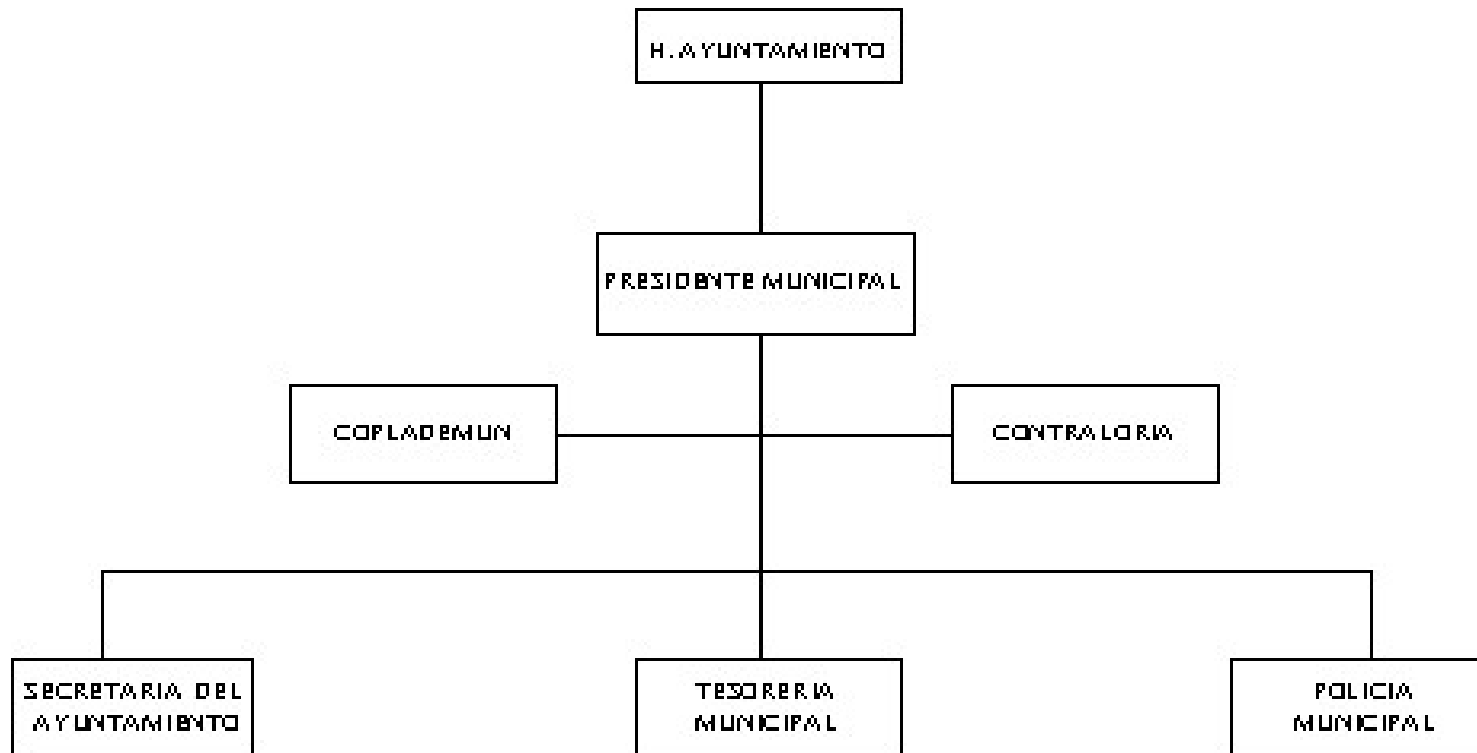 H. AYUNTAMIENTO
PRESIDENTE MUNICIPAL
COPLADEMUN
CONTRALORIA
SECRETARIA DEL
AYUNTAMIENTO
TESORERIA
MUNICIPAL
POLICIA
MUNICIPAL